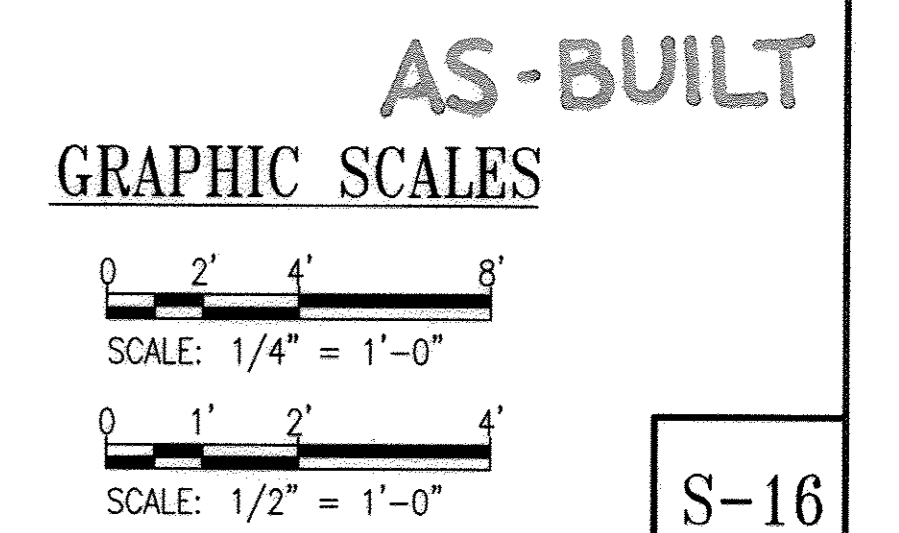 AS-BUILT
GRAPHIC SCALES
0 2' 4' 8'
SCALE: 1/4" = 1'-0"
0 1' 2' 4'
SCALE: 1/2" = 1'-0"
S-16